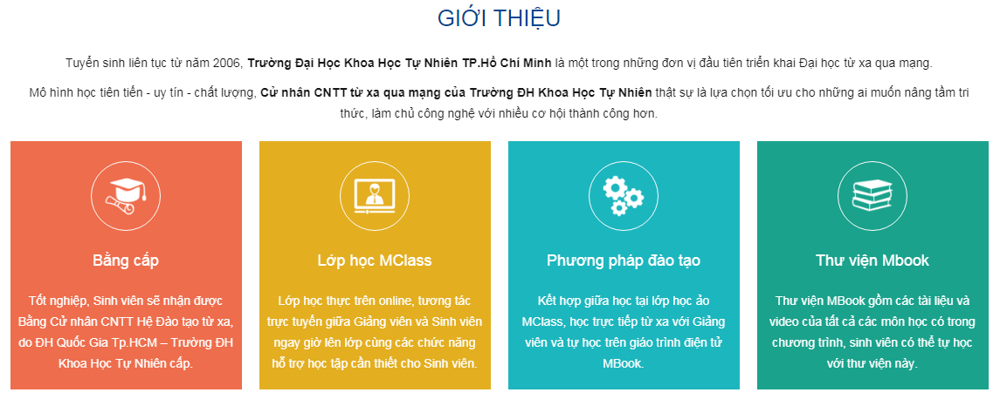 GIỚI THIỆU
Tuyển sinh liên tục từ năm 2006, Trường Đại Học Khoa Học Tự Nhiên TP.Hồ Chí Minh là một trong những đơn vị đầu tiên triển khai Đại học từ xa qua mạng.
Mô hình học tiên tiến - uy tín - chất lượng, Cử nhân CNTT từ xa qua mạng của Trường ĐH Khoa Học Tự Nhiên thật sự là lựa chọn tối ưu cho những ai muốn nâng tầm tri
thức, làm chủ công nghệ với nhiều cơ hội thành công hơn.
Bằng cấp
Tốt nghiệp, Sinh viên sẽ nhận được
Bằng Cử nhân CNTT Hệ Đào tạo từ xa,
do ĐH Quốc Gia Tp.HCM – Trường ĐH
Khoa Học Tự Nhiên cấp.
Lớp học MClass
Lớp học thực trên online, tương tác
trực tuyến giữa Giảng viên và Sinh viên
ngay giờ lên lớp cùng các chức năng
hỗ trợ học tập cần thiết cho Sinh viên.
Phương pháp đào tạo
Kết hợp giữa học tại lớp học ảo
MClass, học trực tiếp từ xa với Giảng
viên và tự học trên giáo trình điện tử
MBook.
Thư viện Mbook
Thư viện MBook gồm các tài liệu và
video của tất cả các môn học có trong
chương trình, sinh viên có thể tự học
với thư viện này.